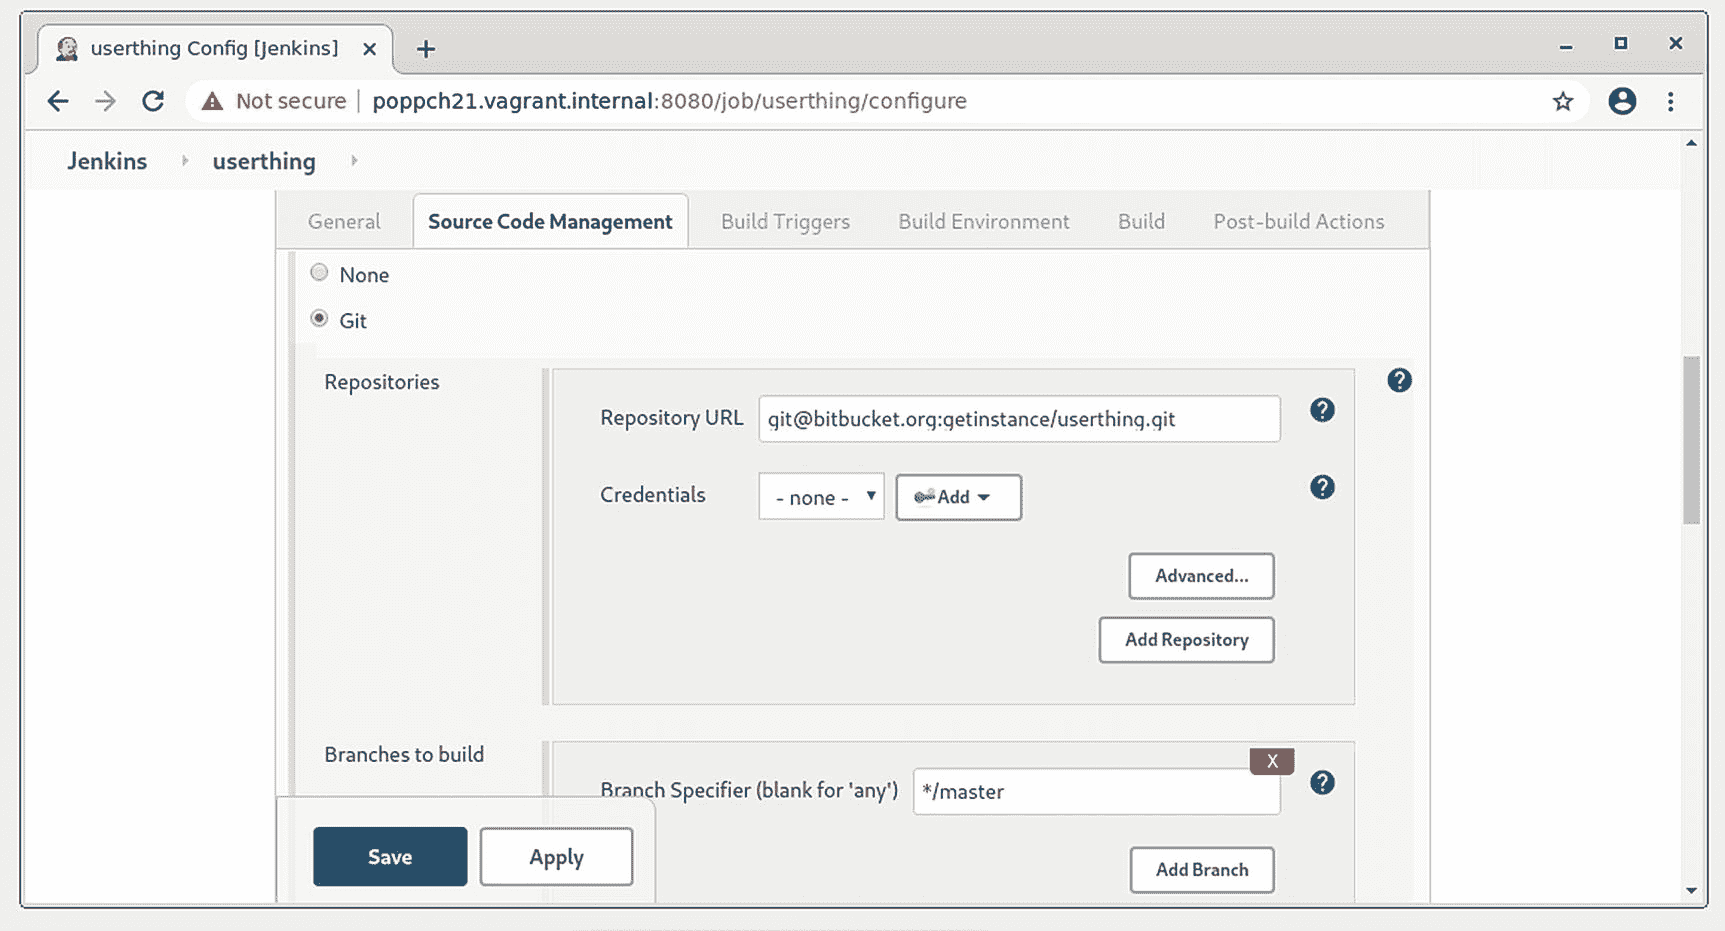 userthing Config [Jenkins]
Not secure | poppch21.vagrant.internal:8080/job/userthing/configure
Jenkins userthing
General Source Code Management Build Triggers Build Environment Build Post-build Actions
None
Git
Repositories
Repository URL git@bitbucket.org:getinstance/userthing.git
Credentials - none - Add
Advanced...
Add Repository
Branches to build
X
Branch Specifier (blank for 'any') */master
Save Apply
Add Branch